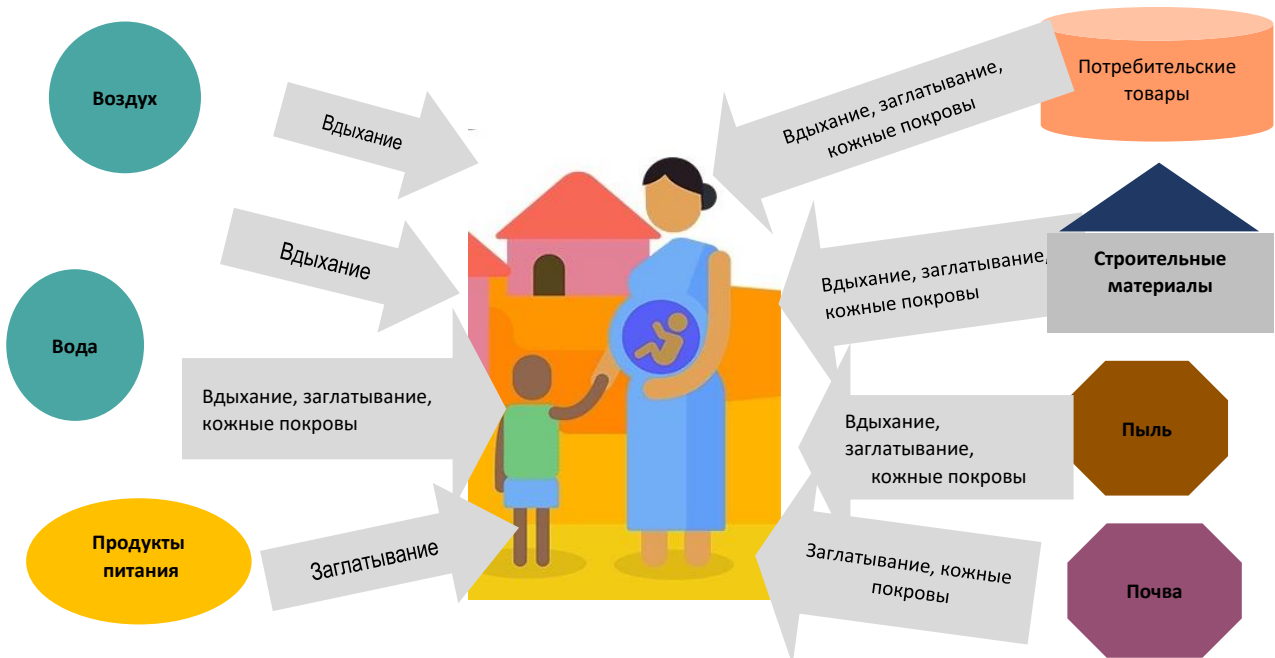 Воздух
Вдыхание
Вдыхание
Вода
Вдыхание, заглатывание,
кожные покровы
Продукты
питания
Заглатывание
Вдыхание, заглатывание,
кожные покровы
Потребительские
товары
Вдыхание, заглатывание,
кожные покровы
Строительные
материалы
Вдыхание,
заглатывание,
кожные покровы
Пыль
Заглатывание, кожные
покровы
Почва